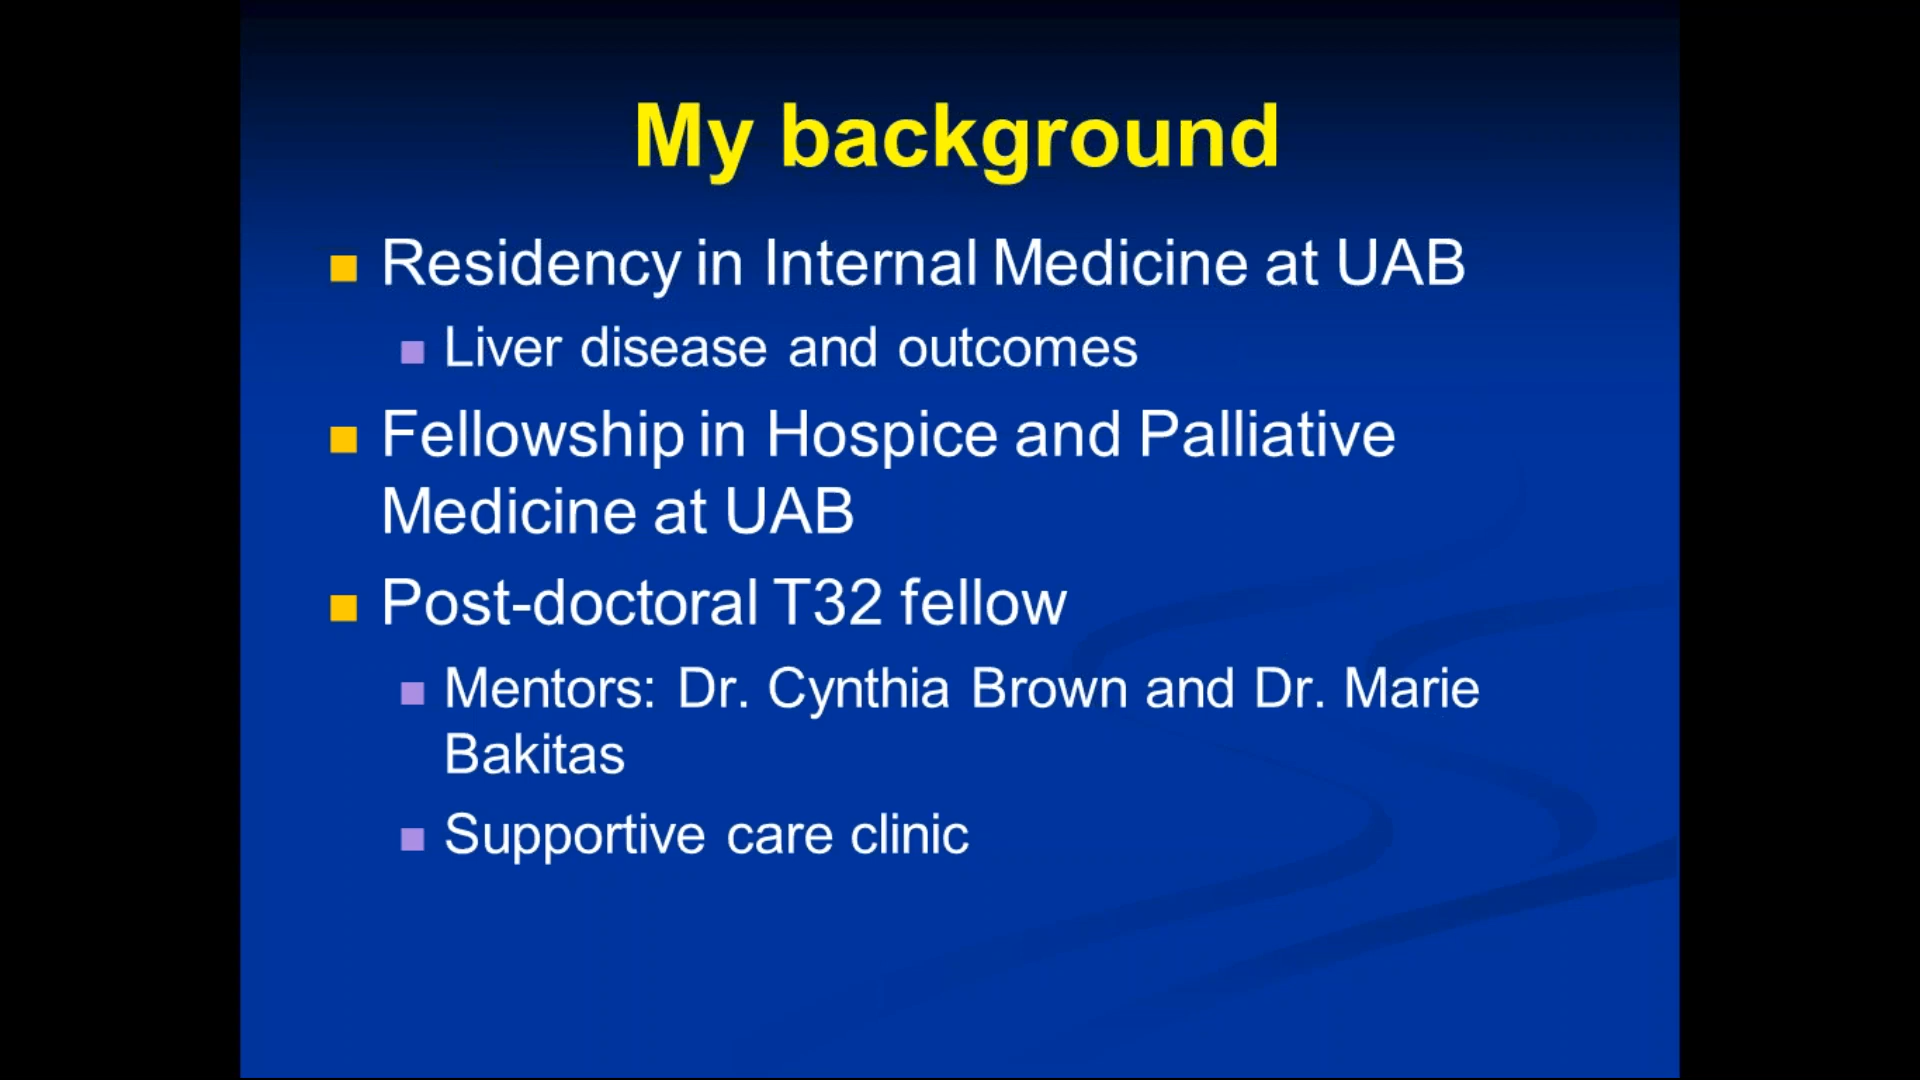 My background
Residency in Internal Medicine at UAB
Liver disease and outcomes
Fellowship in Hospice and Palliative
Medicine at UAB
Post-doctoral T32 fellow
Mentors: Dr. Cynthia Brown and Dr. Marie
Bakitas
Supportive care clinic